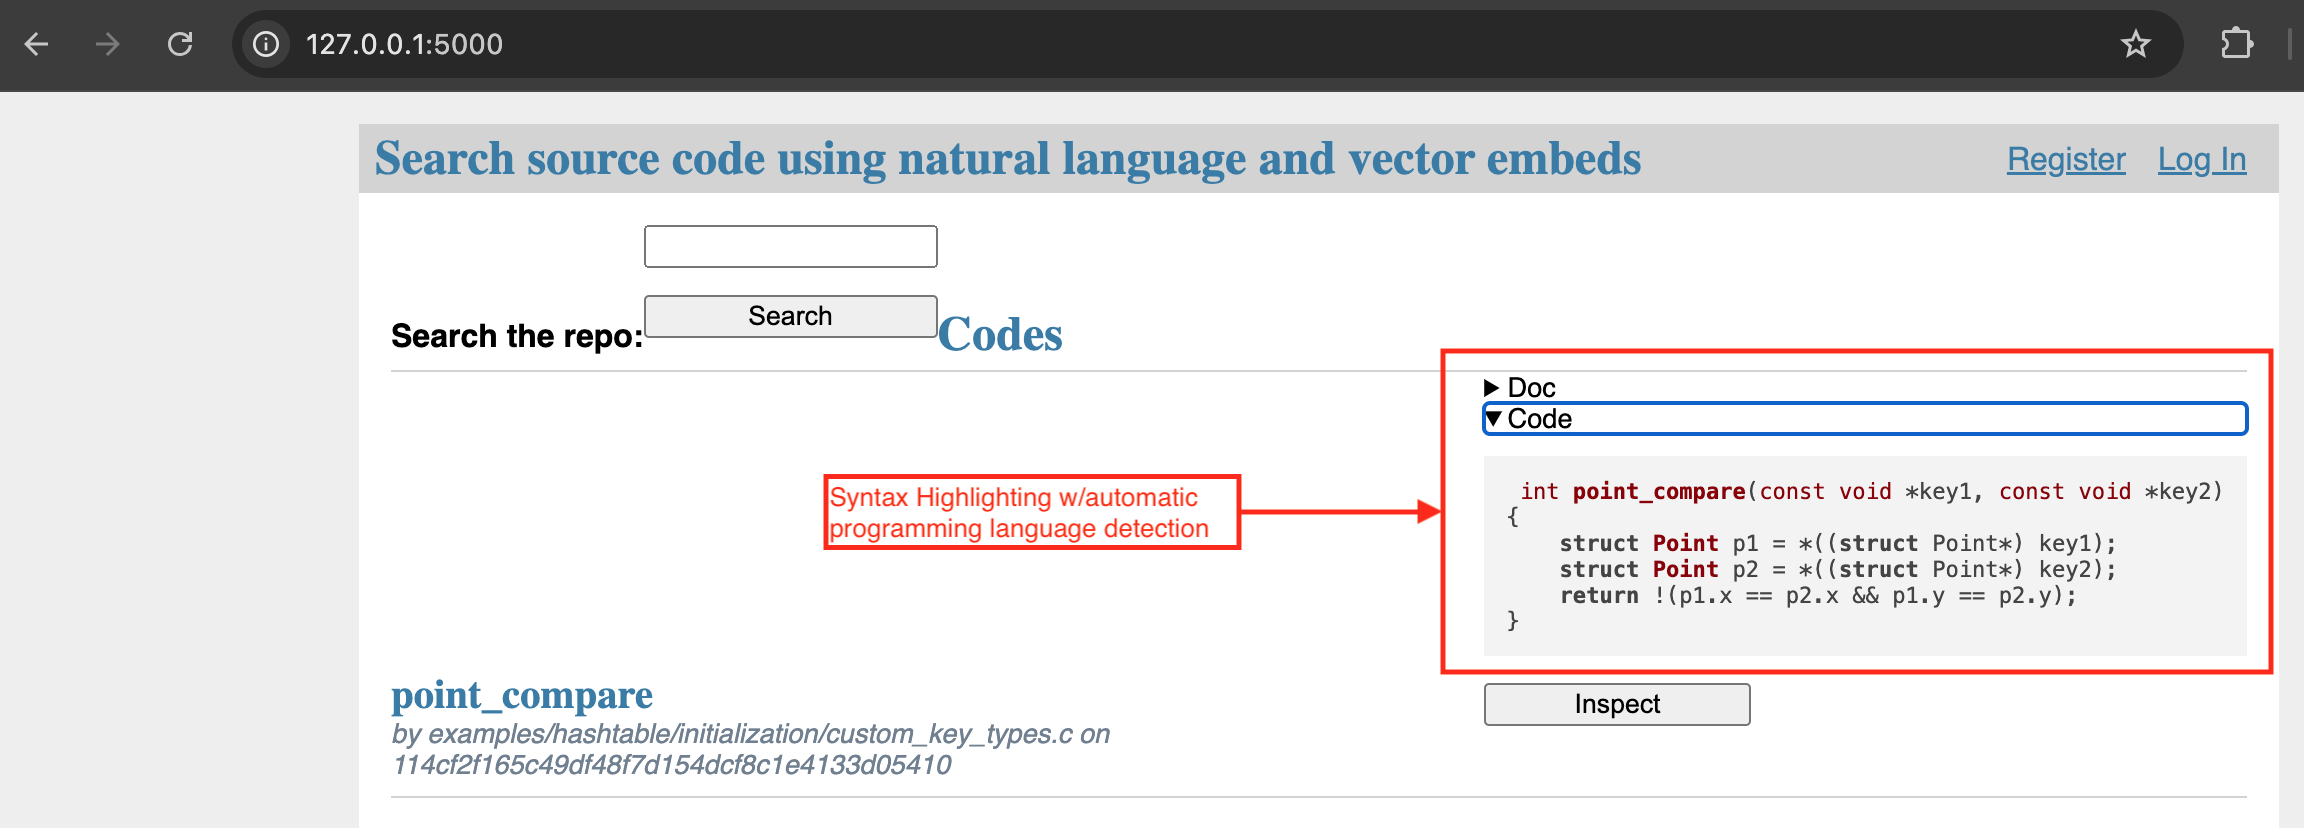 127.0.0.1:5000
Search source code using natural language and vector embeds
Register Log In
Search the repo:
Search
Codes
Doc
Code
Syntax Highlighting w/automatic
programming language detection
int point_compare(const void *key1, const void *key2)
{
struct Point p1 = *((struct Point*) key1);
struct Point p2 = *((struct Point*) key2);
return !(p1.x == p2.x && p1.y == p2.y);
}
point_compare
Inspect
by examples/hashtable/initialization/custom_key_types.c on
114cf2f165c49df48f7d154dcf8c1e4133d05410